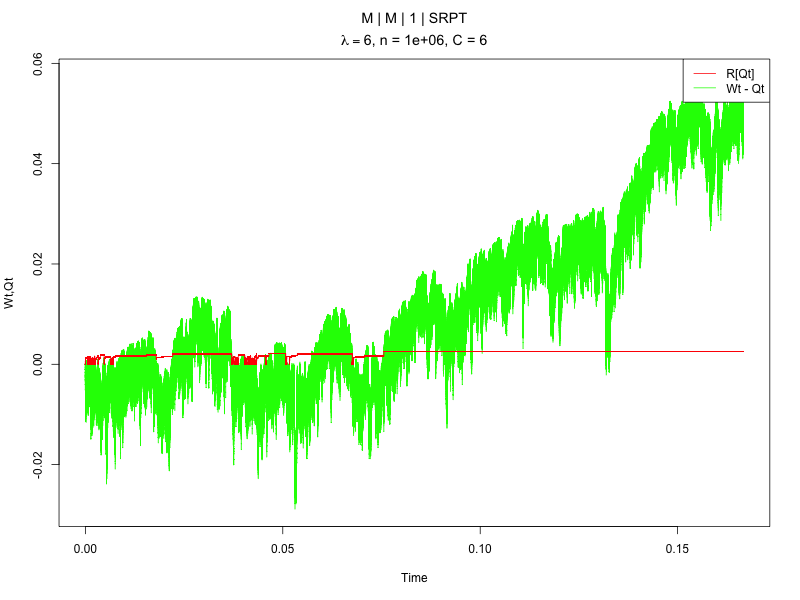 M | M | 1 | SRPT
λ = 6, n = 1e+06, C = 6
0.06
R[Qt]
Wt - Qt
0.04
0.02
Wt,Qt
0.00
-0.02
0.00 0.05 0.10 0.15
Time